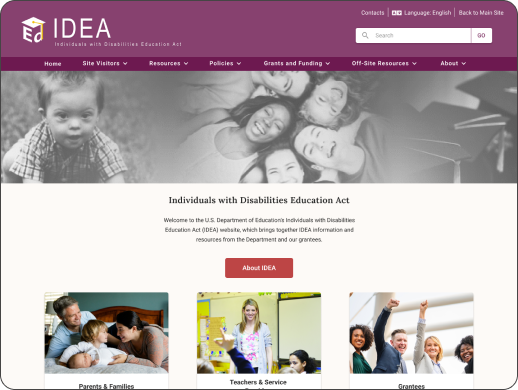 Contacts
Language: English
Back to Main Site
Ed
IDEA
Individuals with Disabilities Education Act
Search
GO
Home
Site Visitors
Resources
Policies
Grants and Funding
Off-Site Resources
About
Individuals with Disabilities Education Act
Welcome to the U.S. Department of Education's Individuals with Disabilities
Education Act (IDEA) website, which brings together IDEA information and
resources from the Department and our grantees.
About IDEA
Parents & Families
Teachers & Service
Grantees